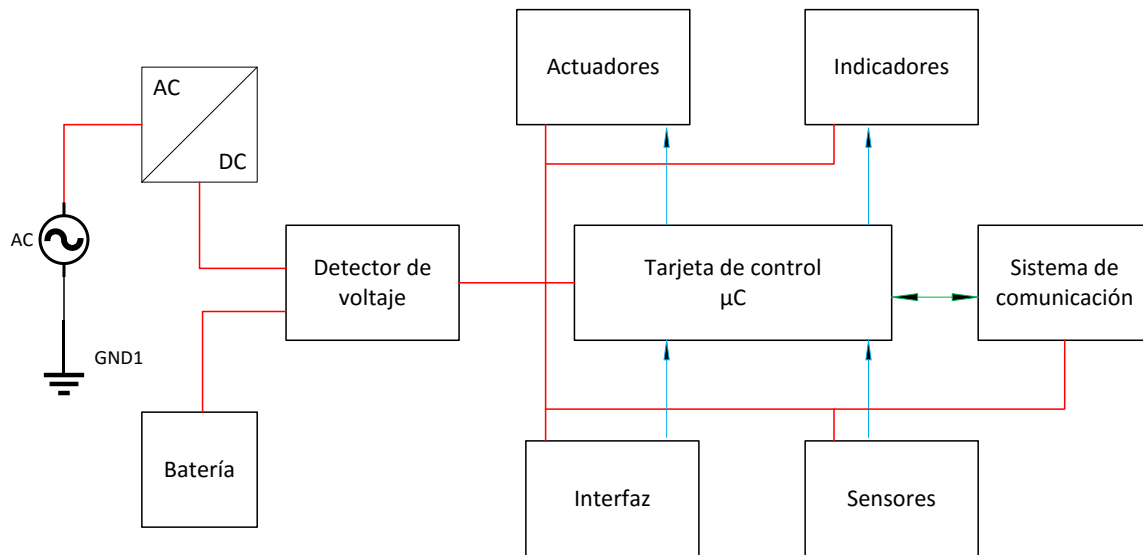 Actuadores
Indicadores
AC
DC
AC
Detector de
voltaje
Tarjeta de control
µC
Sistema de
comunicación
GND1
Batería
Interfaz
Sensores